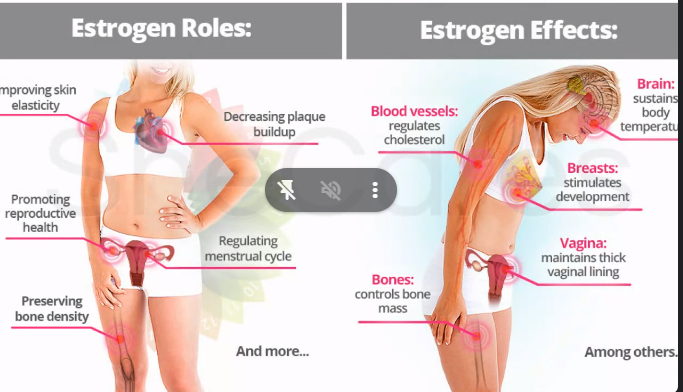 Estrogen Roles:
mproving skin
elasticity
Decreasing plaque
buildup
Promoting
reproductive
health
Regulating
menstrual cycle
Preserving
bone density
And more...
Estrogen Effects:
Brain:
sustains
body
temperatu
Blood vessels:
regulates
cholesterol
Breasts:
stimulates
development
Vagina:
maintains thick
vaginal lining
Bones:
controls bone
mass
Among others.
SheCares